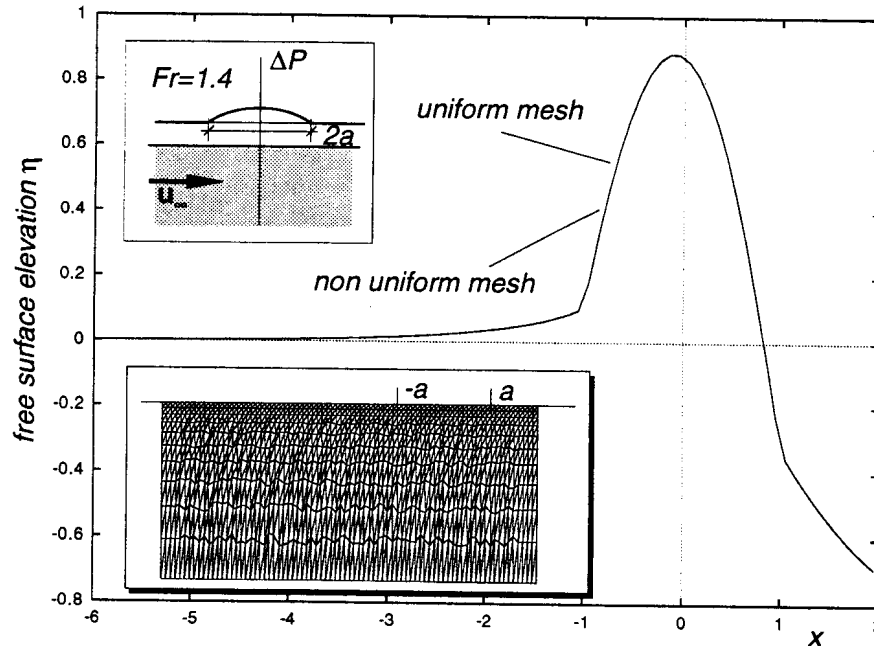 free surface elevation η
1
0.8
0.6
0.4
0.2
0
-0.2
-0.4
-0.6
-0.8
ΔP
Fr=1.4
2a
u∞
uniform mesh
non uniform mesh
-a a
-6 -5 -4 -3 -2 -1 0 1 2
x